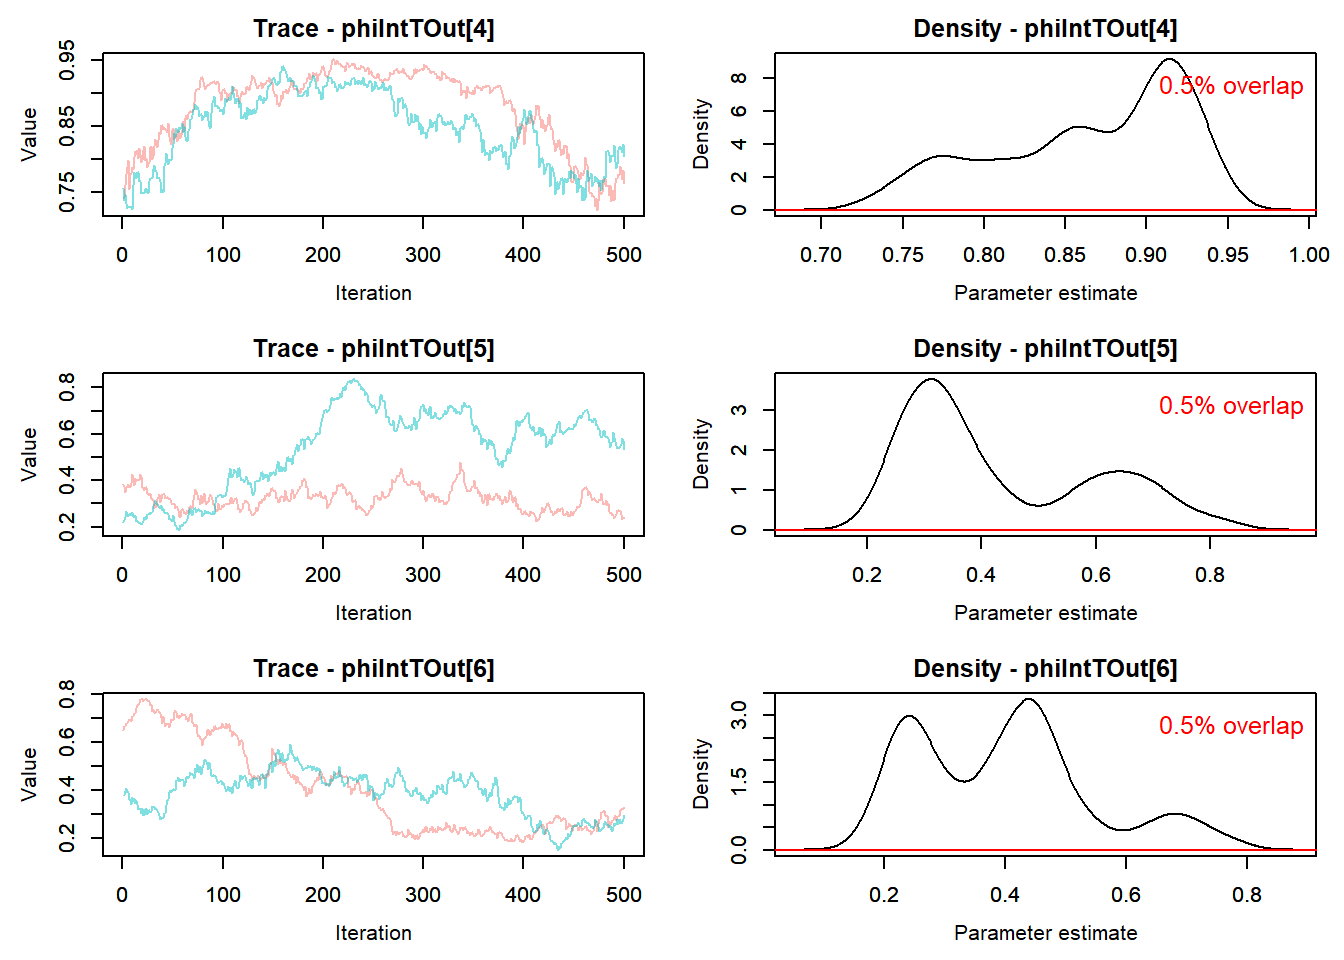 Trace - phiIntTOut[4]
Value
0.75 0.85 0.95
0 100 200 300 400 500
Iteration
Density - phiIntTOut[4]
Density
0 2 4 6 8
0.5% overlap
0.70 0.75 0.80 0.85 0.90 0.95 1.00
Parameter estimate
Trace - phiIntTOut[5]
Value
0.2 0.4 0.6 0.8
0 100 200 300 400 500
Iteration
Density - phiIntTOut[5]
Density
0 1 2 3
0.5% overlap
0.2 0.4 0.6 0.8
Parameter estimate
Trace - phiIntTOut[6]
Value
0.2 0.4 0.6 0.8
0 100 200 300 400 500
Iteration
Density - phiIntTOut[6]
Density
0.0 1.5 3.0
0.5% overlap
0.2 0.4 0.6 0.8
Parameter estimate